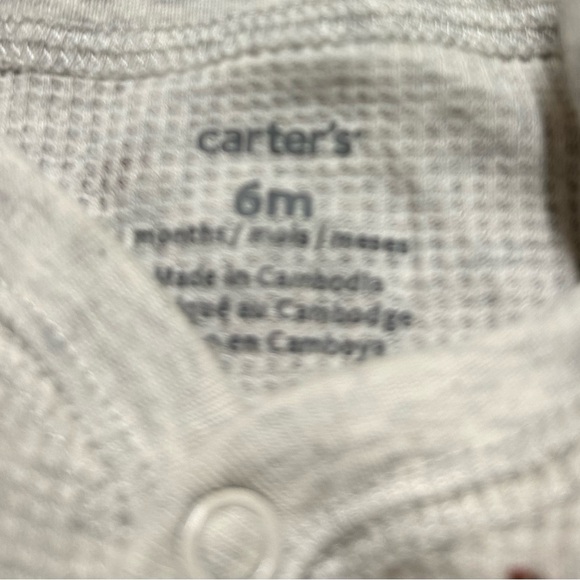 carter's
6m
months / mois / meses
Made in Cambodia
au Cambodge
en Camboya